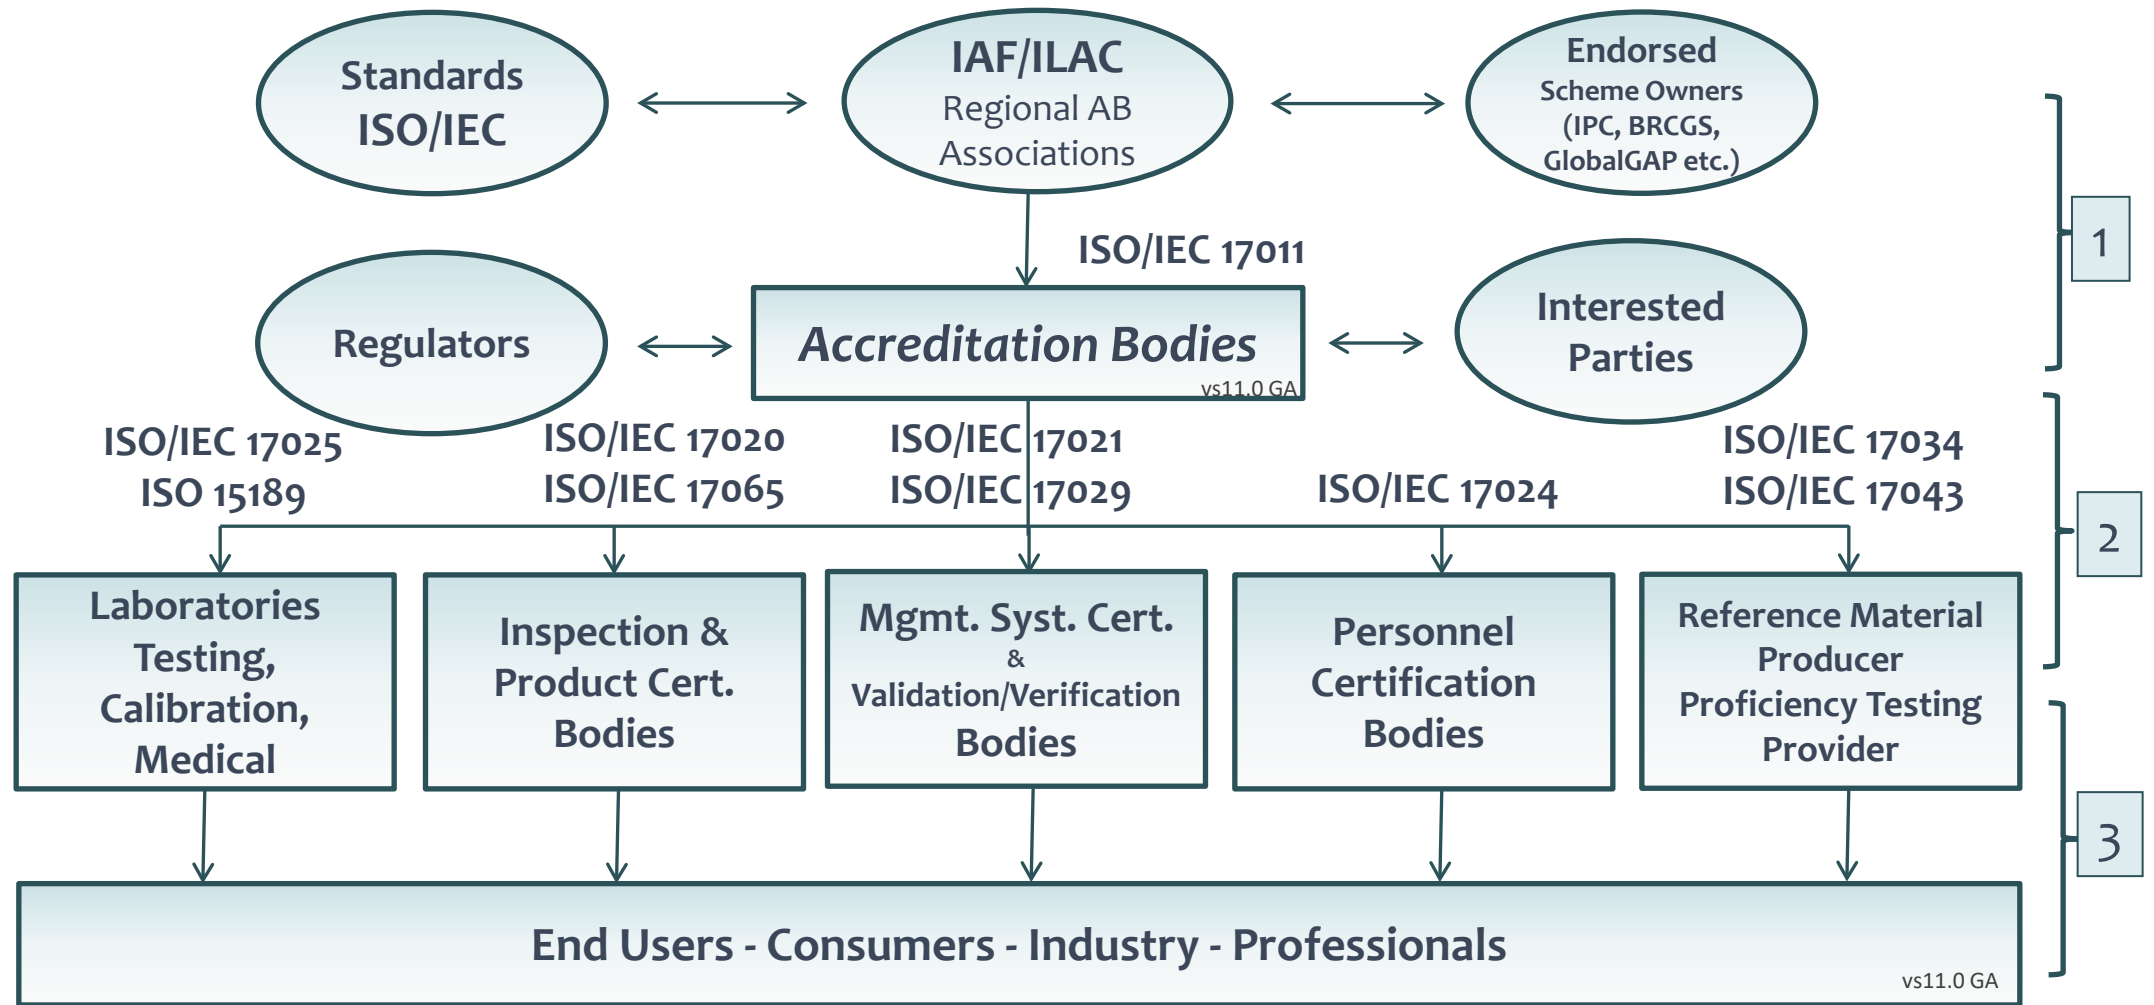 Standards
ISO/IEC
IAF/ILAC
Regional AB
Associations
Endorsed
Scheme Owners
(IPC, BRCGS,
GlobalGAP etc.)
1
ISO/IEC 17011
Regulators
Accreditation Bodies
vs11.0 GA
Interested
Parties
ISO/IEC 17025
ISO 15189
ISO/IEC 17020
ISO/IEC 17065
ISO/IEC 17021
ISO/IEC 17029
ISO/IEC 17024
ISO/IEC 17034
ISO/IEC 17043
2
Laboratories
Testing,
Calibration,
Medical
Inspection &
Product Cert.
Bodies
Mgmt. Syst. Cert.
&
Validation/Verification
Bodies
Personnel
Certification
Bodies
Reference Material
Producer
Proficiency Testing
Provider
3
End Users - Consumers - Industry - Professionals
vs11.0 GA